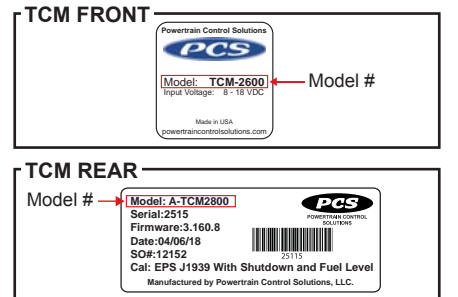 TCM FRONT
Powertrain Control Solutions
PCS
Model: TCM-2600
Model #
Input Voltage: 8 - 18 VDC
Made in USA
powertraincontrolsolutions.com
TCM REAR
Model #
Model: A-TCM2800
PCS
POWERTRAIN CONTROL
SOLUTIONS
Serial:2515
Firmware:3.160.8
Date:04/06/18
SO#:12152
25115
Cal: EPS J1939 With Shutdown and Fuel Level
Manufactured by Powertrain Control Solutions, LLC.